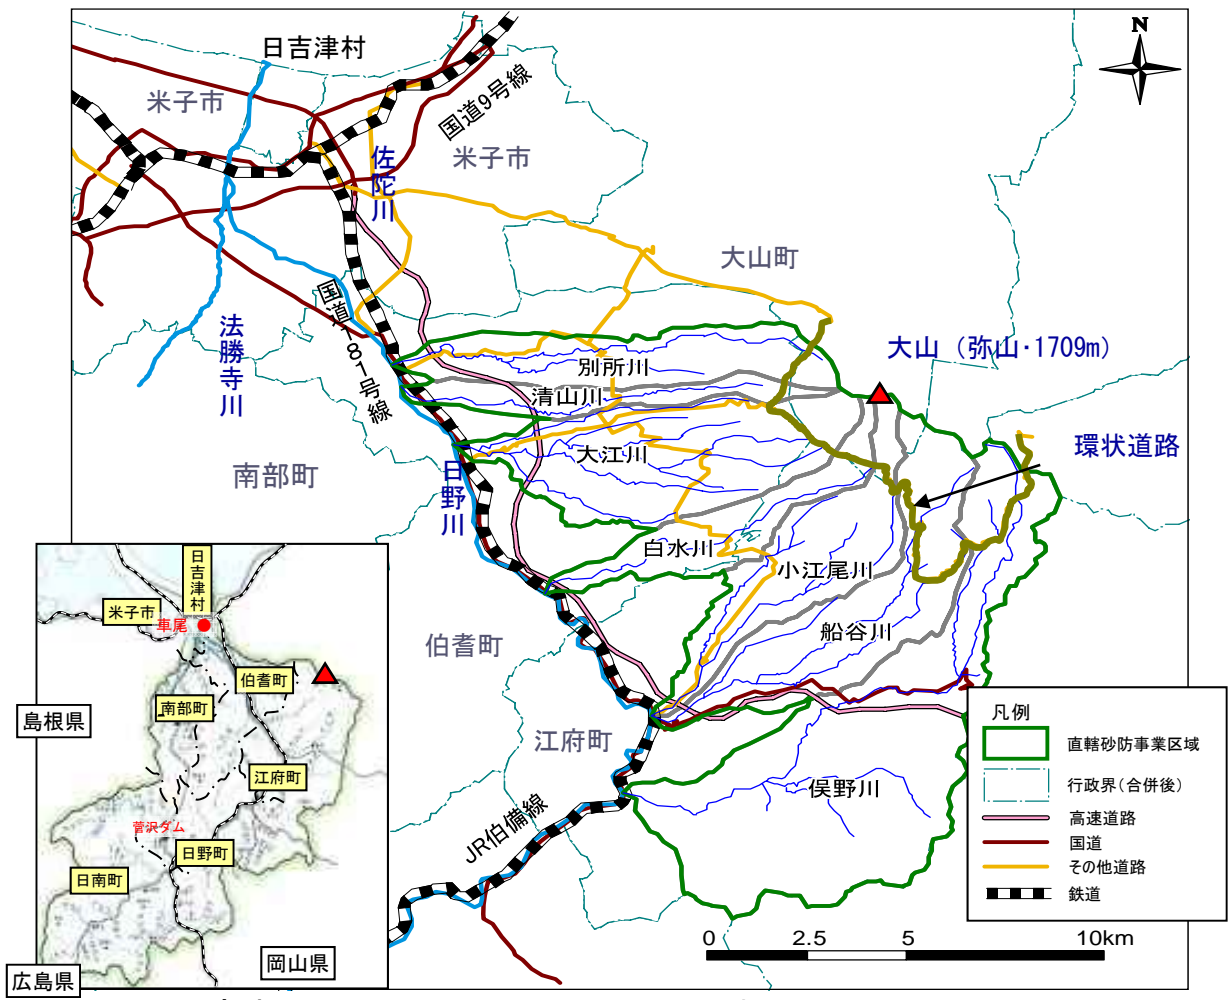 日吉津村
N
米子市
国道9号線
米子市
佐陀川
大山町
国道181号線
法勝寺川
大山（弥山・1709m）
別所川
清山川
環状道路
大江川
南部町
日野川
白水川
小江尾川
船谷川
伯耆町
江府町
俣野川
JR伯備線
日吉津村
米子市
車尾
伯耆町
南部町
島根県
江府町
菅沢ダム
日野町
日南町
岡山県
広島県
凡例
直轄砂防事業区域
行政界（合併後）
高速道路
国道
その他道路
鉄道
0 2.5 5 10km